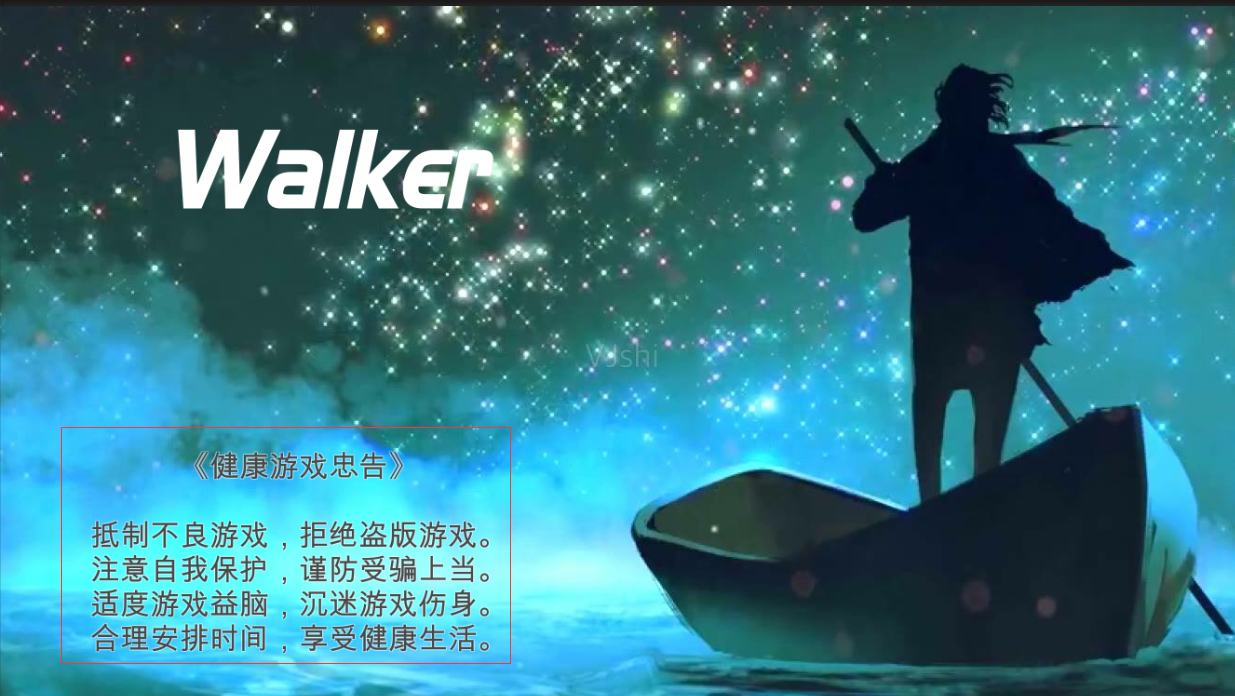 Walker
VJshi
《健康游戏忠告》
抵制不良游戏，拒绝盗版游戏。
注意自我保护，谨防受骗上当。
适度游戏益脑，沉迷游戏伤身。
合理安排时间，享受健康生活。